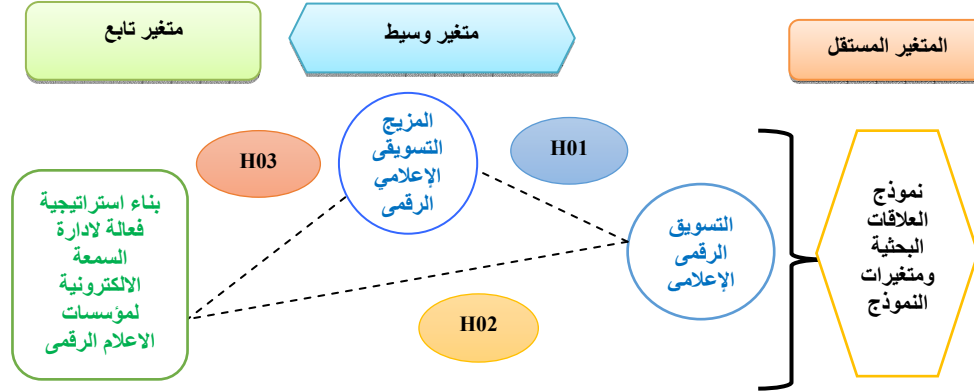 المتغير المستقل
متغير وسيط
متغير تابع
المزيج
التسويقى
الإعلامي
الرقمى
H01
H03
نموذج
العلاقات
البحثية
ومتغيرات
النموذج
التسويق
الرقمى
الإعلامى
بناء استراتيجية
فعالة لادارة
السمعة
الالكترونية
لمؤسسات
الاعلام الرقمى
H02